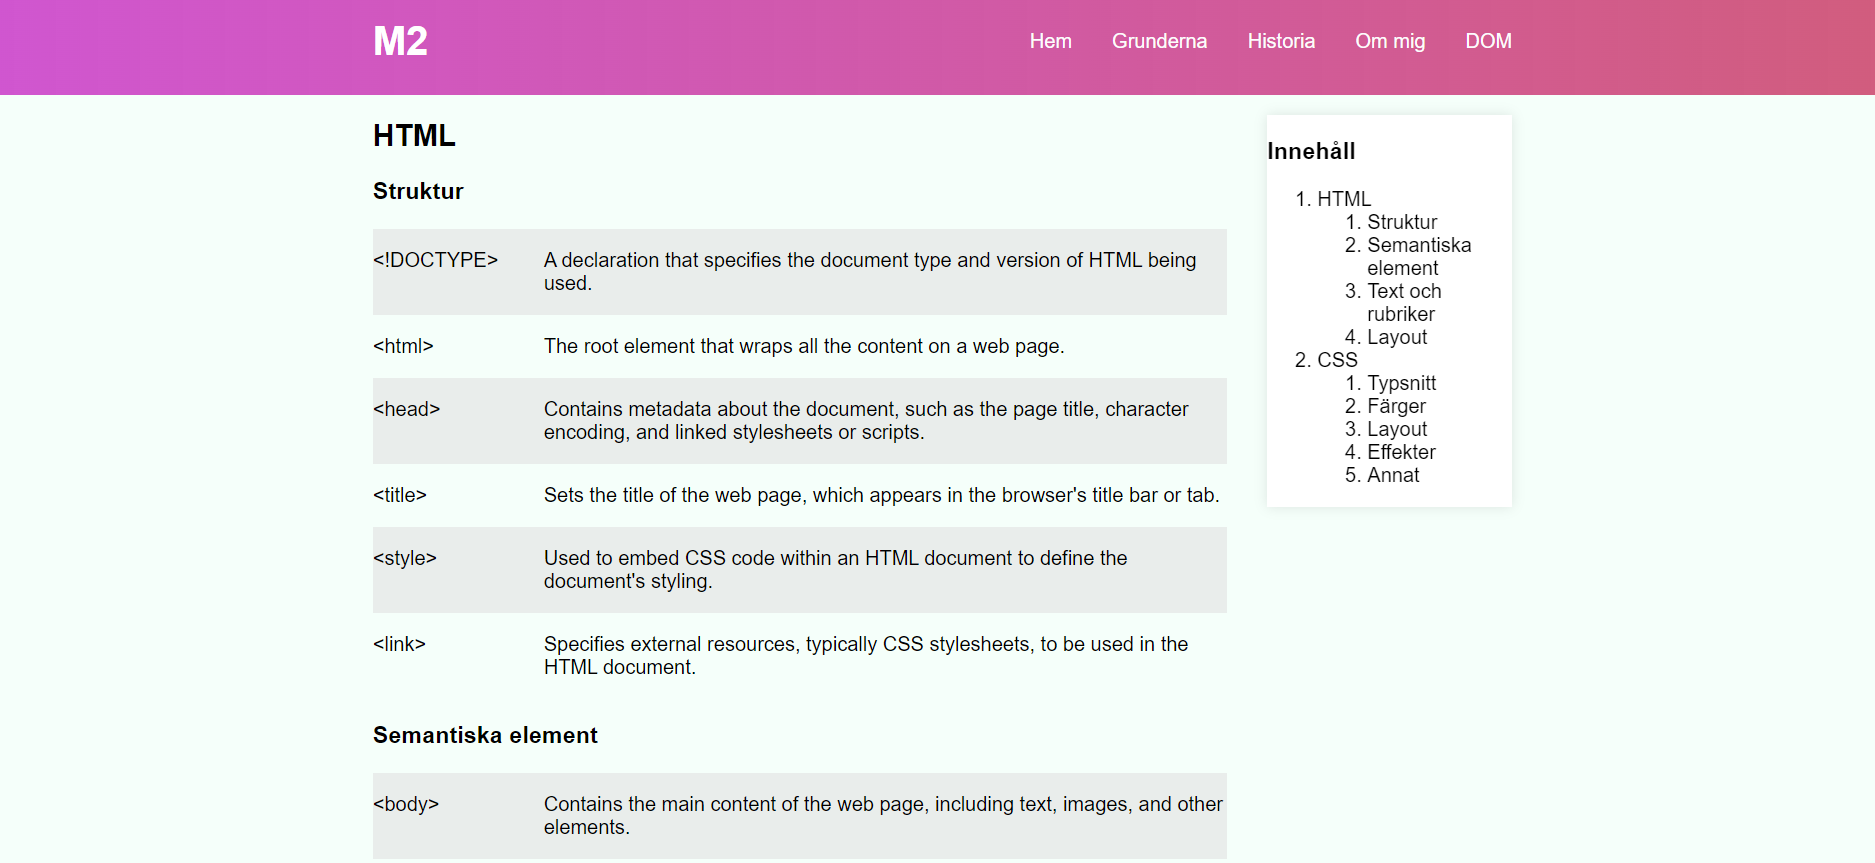 M2
Hem Grunderna Historia Om mig DOM
HTML
Struktur
<!DOCTYPE> A declaration that specifies the document type and version of HTML being
used.
<html> The root element that wraps all the content on a web page.
<head> Contains metadata about the document, such as the page title, character
encoding, and linked stylesheets or scripts.
<title> Sets the title of the web page, which appears in the browser's title bar or tab.
<style> Used to embed CSS code within an HTML document to define the
document's styling.
<link> Specifies external resources, typically CSS stylesheets, to be used in the
HTML document.
Semantiska element
<body> Contains the main content of the web page, including text, images, and other
elements.
Innehåll
1. HTML
1. Struktur
2. Semantiska
element
3. Text och
rubriker
4. Layout
2. CSS
1. Typsnitt
2. Färger
3. Layout
4. Effekter
5. Annat